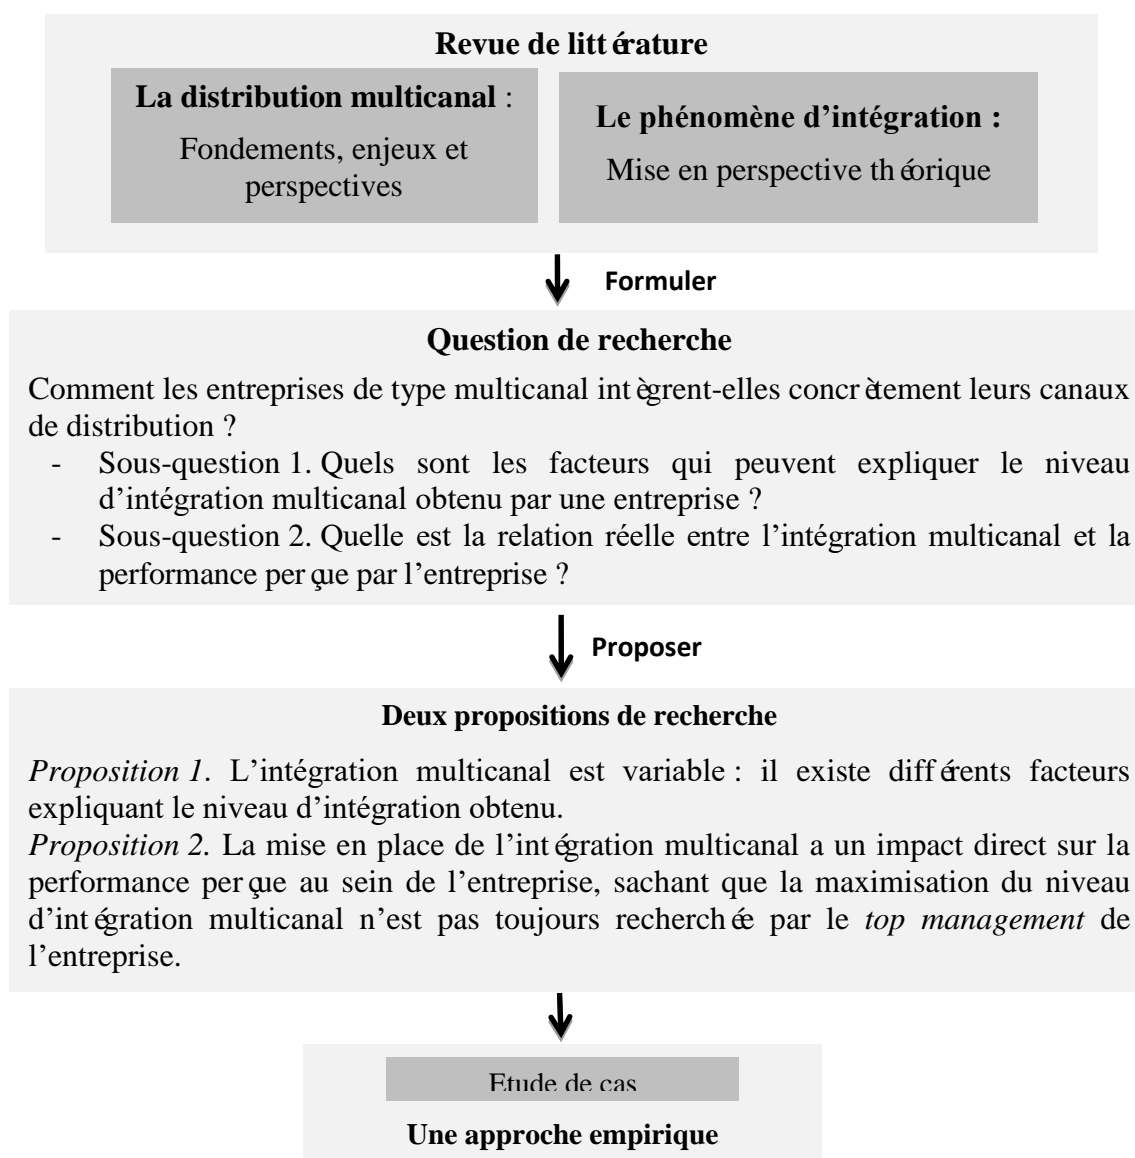 Revue de littérature
La distribution multicanal :
Fondements, enjeux et
perspectives
Le phénomène d'intégration :
Mise en perspective théorique
Formuler
Question de recherche
Comment les entreprises de type multicanal intègrent-elles concrètement leurs canaux
de distribution ?
- Sous-question 1. Quels sont les facteurs qui peuvent expliquer le niveau
d'intégration multicanal obtenu par une entreprise ?
- Sous-question 2. Quelle est la relation réelle entre l'intégration multicanal et la
performance perçue par l'entreprise ?
Proposer
Deux propositions de recherche
Proposition 1. L'intégration multicanal est variable : il existe différents facteurs
expliquant le niveau d'intégration obtenu.
Proposition 2. La mise en place de l'intégration multicanal a un impact direct sur la
performance perçue au sein de l'entreprise, sachant que la maximisation du niveau
d'intégration multicanal n'est pas toujours recherchée par le top management de
l'entreprise.
Etude de cas
Une approche empirique